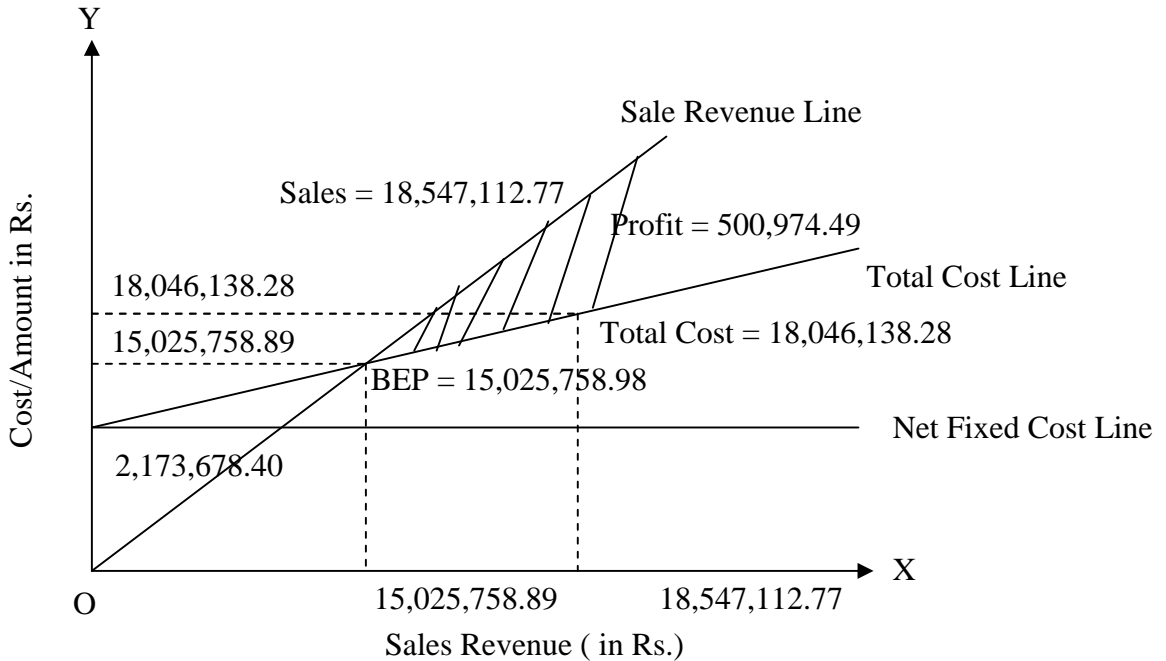 Y
Sale Revenue Line
Sales = 18,547,112.77
Profit = 500,974.49
Cost/Amount in Rs.
18,046,138.28
Total Cost Line
15,025,758.89
Total Cost = 18,046,138.28
BEP = 15,025,758.98
Net Fixed Cost Line
2,173,678.40
X
O
15,025,758.89
18,547,112.77
Sales Revenue ( in Rs.)